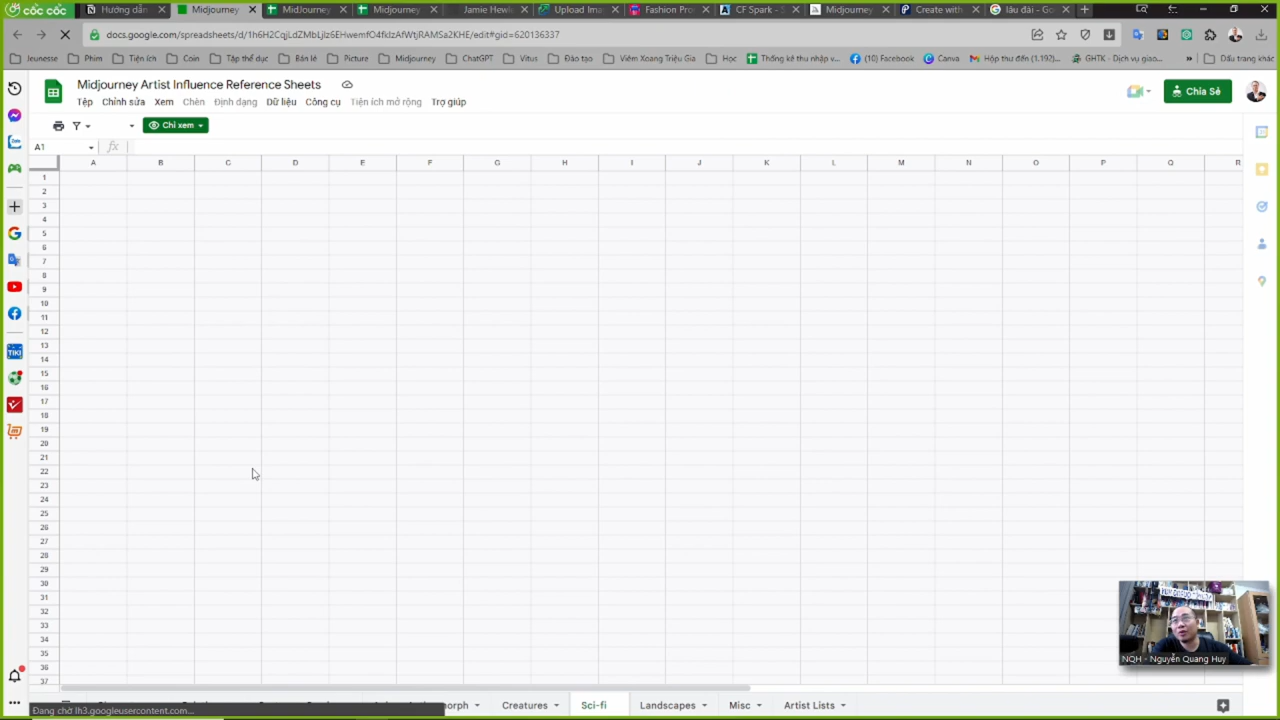 cốc cốc
Hướng dẫn
Midjourney
MidJourney
Midjourney
Jamie Hewle
Upload Ima
Fashion Pro
CF Spark - S
Midjourney
Create with
lâu đài - Go
docs.google.com/spreadsheets/d/1h6H2CqjLdZMbLjlz6EHwemfO4fklzAfWtjRAMSa2KHE/edit#gid=620136337
Jeunesse
Phim
Tiện ích
Coin
Tập thể dục
Bán lẻ
Picture
Midjourney
ChatGPT
Vitus
Đào tạo
Viêm Xoang Triệu Gia
Học
Thống kê thu nhập v...
(10) Facebook
Canva
Hộp thư đến (1.192)...
GHTK - Dịch vụ giao...
»
Dấu trang khác
Midjourney Artist Influence Reference Sheets
Tệp Chỉnh sửa Xem Chèn Định dạng Dữ liệu Công cụ Tiện ích mở rộng Trợ giúp
Chia Sẻ
Chỉ xem
A1
fx
A B C D E F G H I J K L M N O P Q R
1
2
3
4
5
6
7
8
9
10
11
12
13
14
15
16
17
18
19
20
21
22
23
24
25
26
27
28
29
30
31
32
33
34
35
36
37
Zalo
TIKI
NQH - Nguyễn Quang Huy
Creatures
Sci-fi
Landscapes
Misc
Artist Lists
Đang chờ lh3.googleusercontent.com...